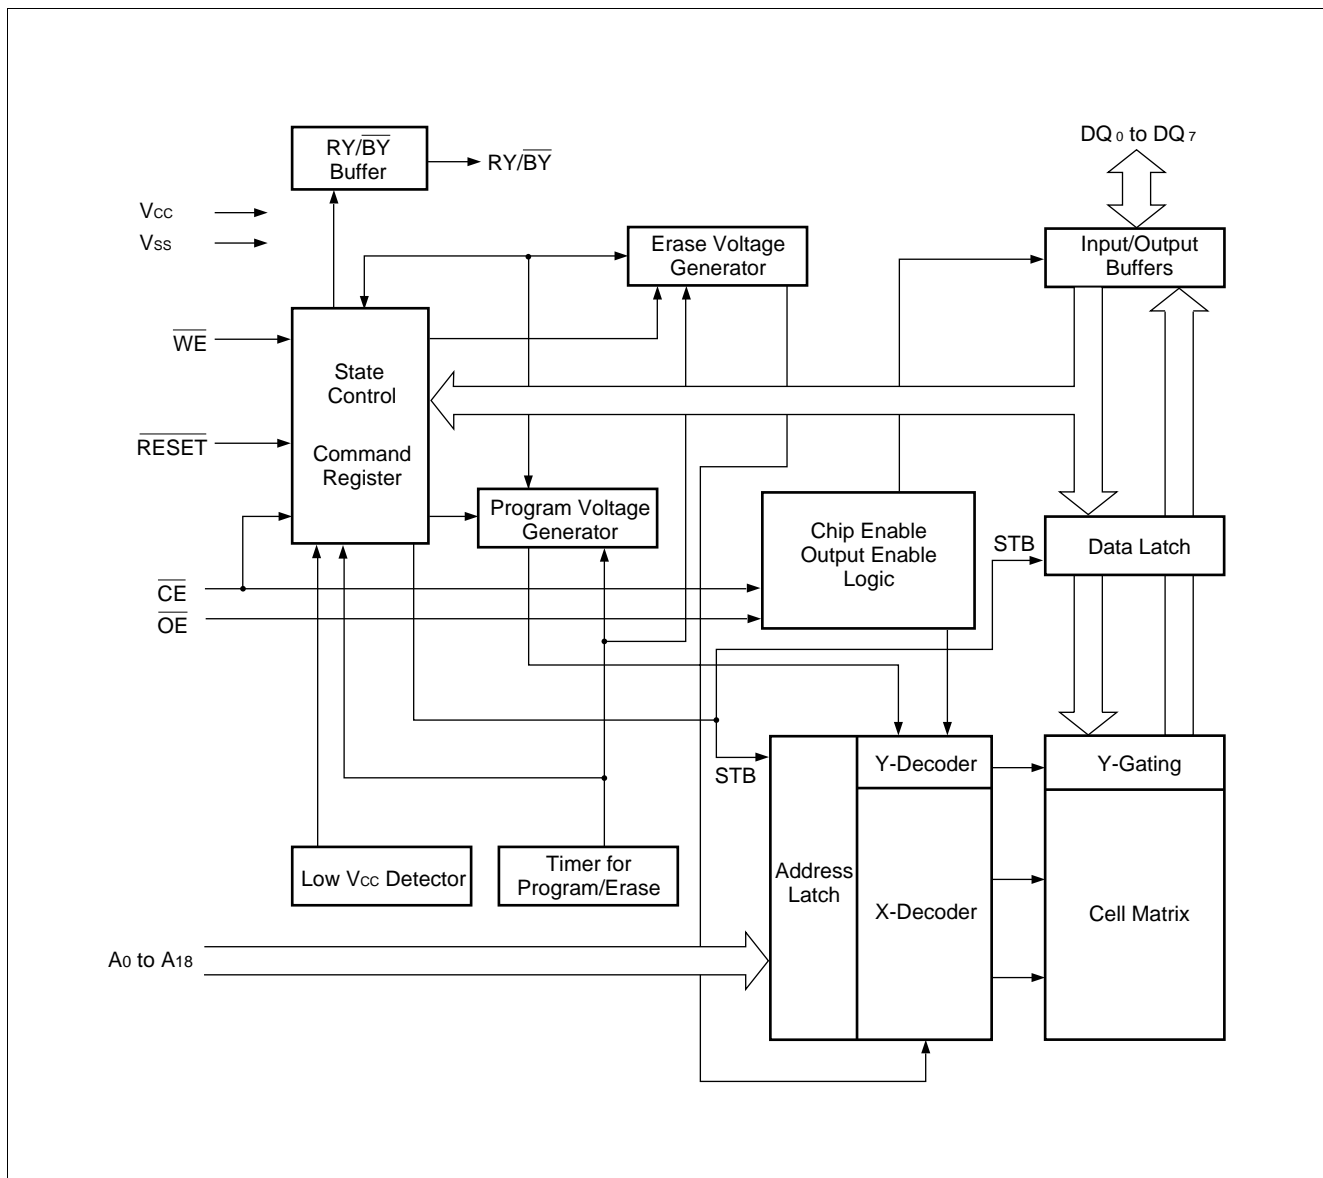 RY/BY
Buffer
RY/BY
DQ0 to DQ7
VCC
VSS
Erase Voltage
Generator
Input/Output
Buffers
WE
State
Control
RESET
Command
Register
Program Voltage
Generator
Chip Enable
Output Enable
Logic
STB
Data Latch
CE
OE
STB
Y-Decoder
Y-Gating
Low VCC Detector
Timer for
Program/Erase
Address
Latch
X-Decoder
Cell Matrix
A0 to A18